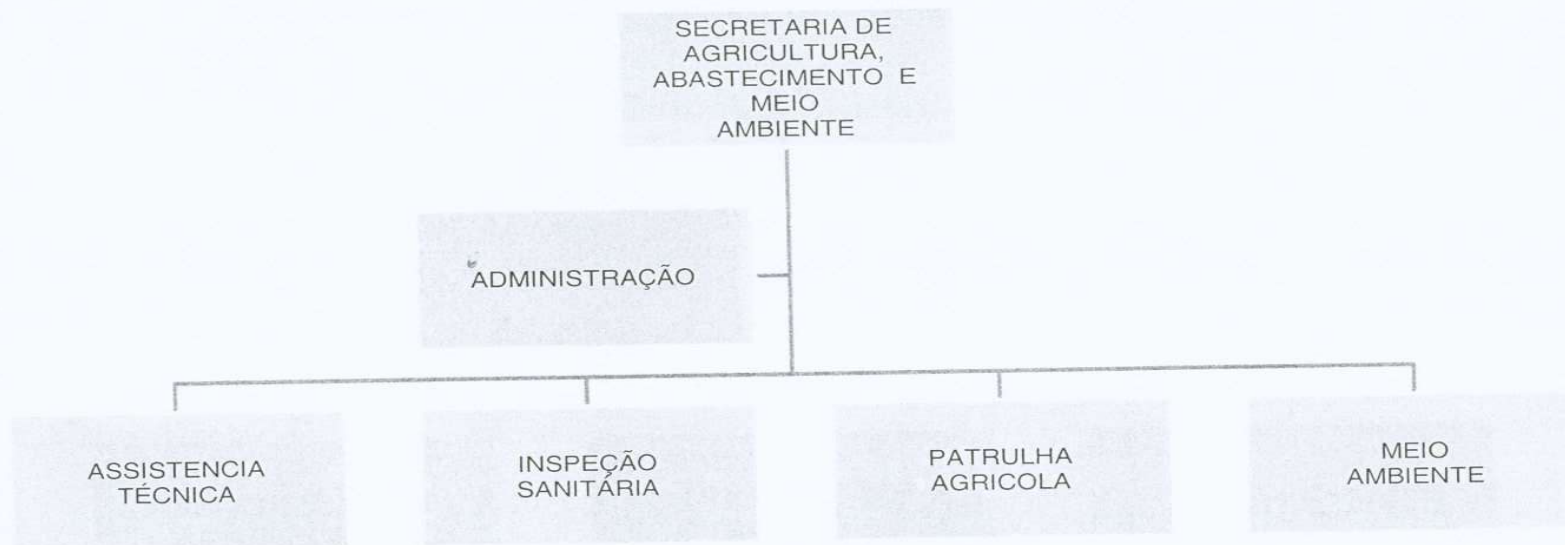 SECRETARIA DE
AGRICULTURA,
ABASTECIMENTO E
MEIO
AMBIENTE
ADMINISTRAÇÃO
ASSISTENCIA
TÉCNICA
INSPEÇÃO
SANITÁRIA
PATRULHA
AGRICOLA
MEIO
AMBIENTE